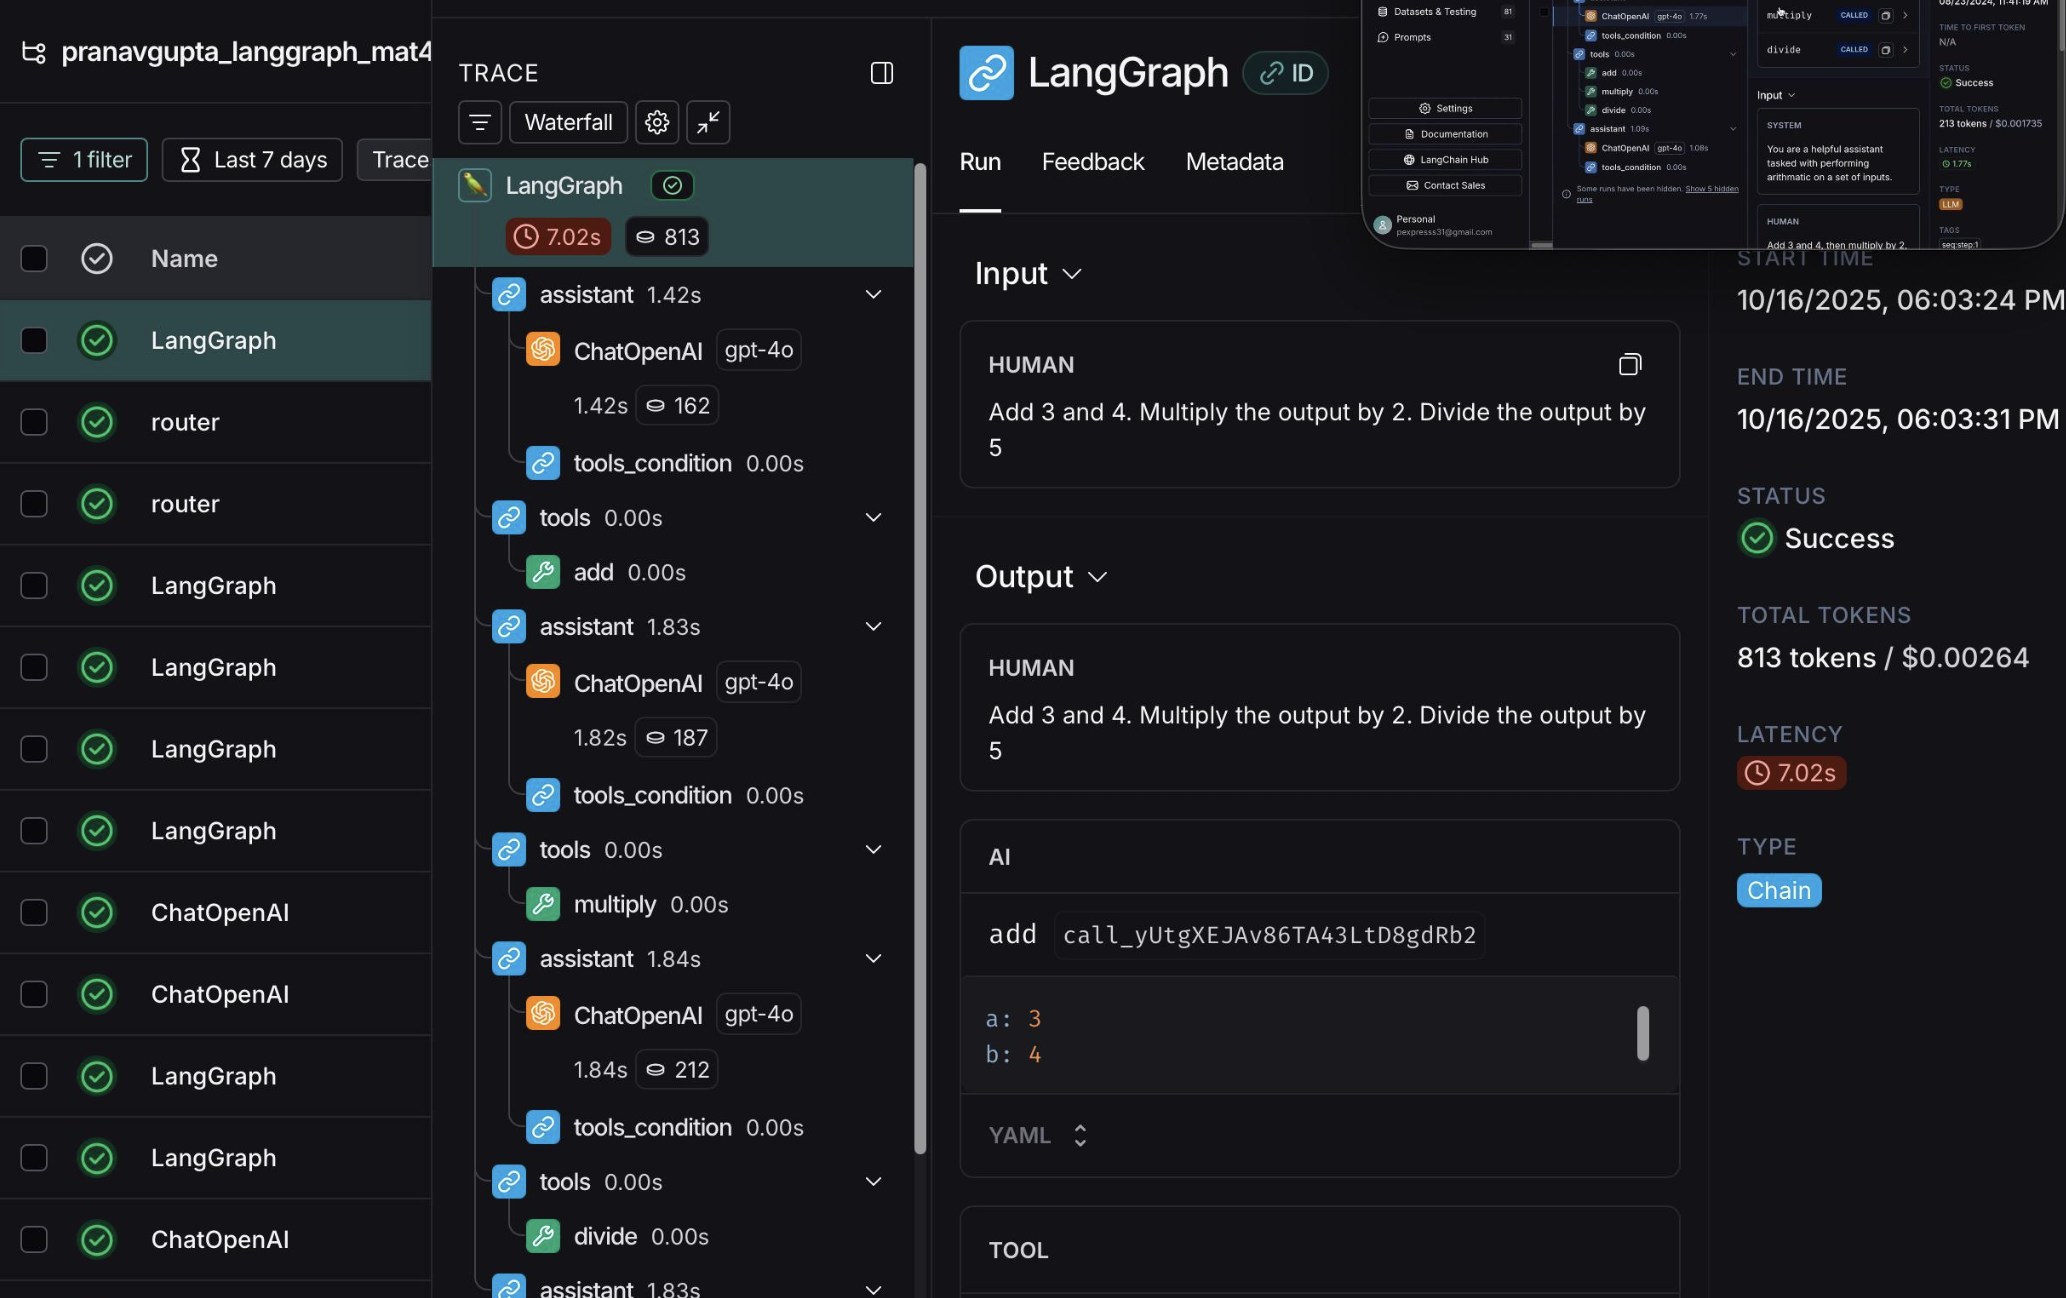 pranavgupta_langgraph_mat4
1 filter
Last 7 days
Trace
Name
LangGraph
router
router
LangGraph
LangGraph
LangGraph
LangGraph
ChatOpenAI
ChatOpenAI
LangGraph
LangGraph
ChatOpenAI
TRACE
Waterfall
LangGraph
7.02s 813
assistant 1.42s
ChatOpenAI gpt-4o
1.42s 162
tools_condition 0.00s
tools 0.00s
add 0.00s
assistant 1.83s
ChatOpenAI gpt-4o
1.82s 187
tools_condition 0.00s
tools 0.00s
multiply 0.00s
assistant 1.84s
ChatOpenAI gpt-4o
1.84s 212
tools_condition 0.00s
tools 0.00s
divide 0.00s
assistant 1.83s
LangGraph ID
Run Feedback Metadata
Input
HUMAN
Add 3 and 4. Multiply the output by 2. Divide the output by
5
Output
HUMAN
Add 3 and 4. Multiply the output by 2. Divide the output by
5
AI
add call_yUtgXEJAv86TA43LtD8gdRb2
a: 3
b: 4
YAML
TOOL
Datasets & Testing 81
Prompts 31
Settings
Documentation
LangChain Hub
Contact Sales
Personal
pexpresss31@gmail.com
ChatOpenAI gpt-4o 1.77s
tools_condition 0.00s
tools 0.00s
add 0.00s
multiply 0.00s
divide 0.00s
assistant 1.09s
ChatOpenAI gpt-4o 1.08s
tools_condition 0.00s
Some runs have been hidden. Show 5 hidden
runs
multiply CALLED
divide CALLED
Input
SYSTEM
You are a helpful assistant
tasked with performing
arithmatic on a set of inputs.
HUMAN
Add 3 and 4, then multiply by 2,
08/23/2024, 11:41:19 AM
TIME TO FIRST TOKEN
N/A
STATUS
Success
TOTAL TOKENS
213 tokens / $0.001735
LATENCY
1.77s
TYPE
LLM
TAGS
seq:step:1
START TIME
10/16/2025, 06:03:24 PM
END TIME
10/16/2025, 06:03:31 PM
STATUS
Success
TOTAL TOKENS
813 tokens / $0.00264
LATENCY
7.02s
TYPE
Chain